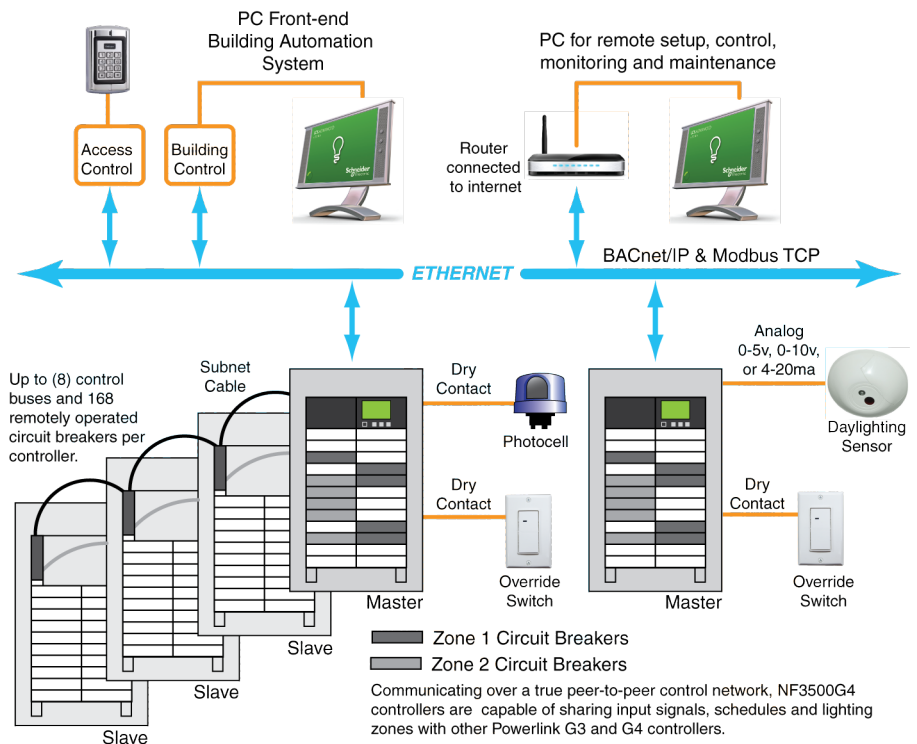 PC Front-end
Building Automation
System
PC for remote setup, control,
monitoring and maintenance
Access
Control
Building
Control
Schneider
Electric
Router
connected
to internet
Schneider
Electric
BACnet/IP & Modbus TCP
ETHERNET
Up to (8) control
buses and 168
remotely operated
circuit breakers per
controller.
Subnet
Cable
Dry
Contact
Photocell
Dry
Contact
Override
Switch
Analog
0-5v, 0-10v,
or 4-20ma
Daylighting
Sensor
Dry
Contact
Override
Switch
Master
Master
Slave
Slave
Slave
Zone 1 Circuit Breakers
Zone 2 Circuit Breakers
Communicating over a true peer-to-peer control network, NF3500G4
controllers are capable of sharing input signals, schedules and lighting
zones with other Powerlink G3 and G4 controllers.